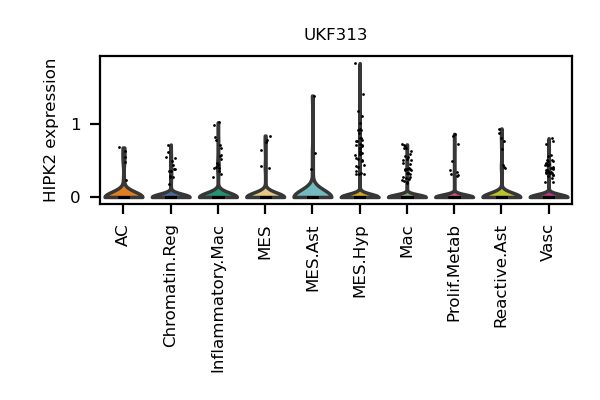 UKF313
HIPK2 expression
1
0
AC
Chromatin.Reg
Inflammatory.Mac
MES
MES.Ast
MES.Hyp
Mac
Prolif.Metab
Reactive.Ast
Vasc